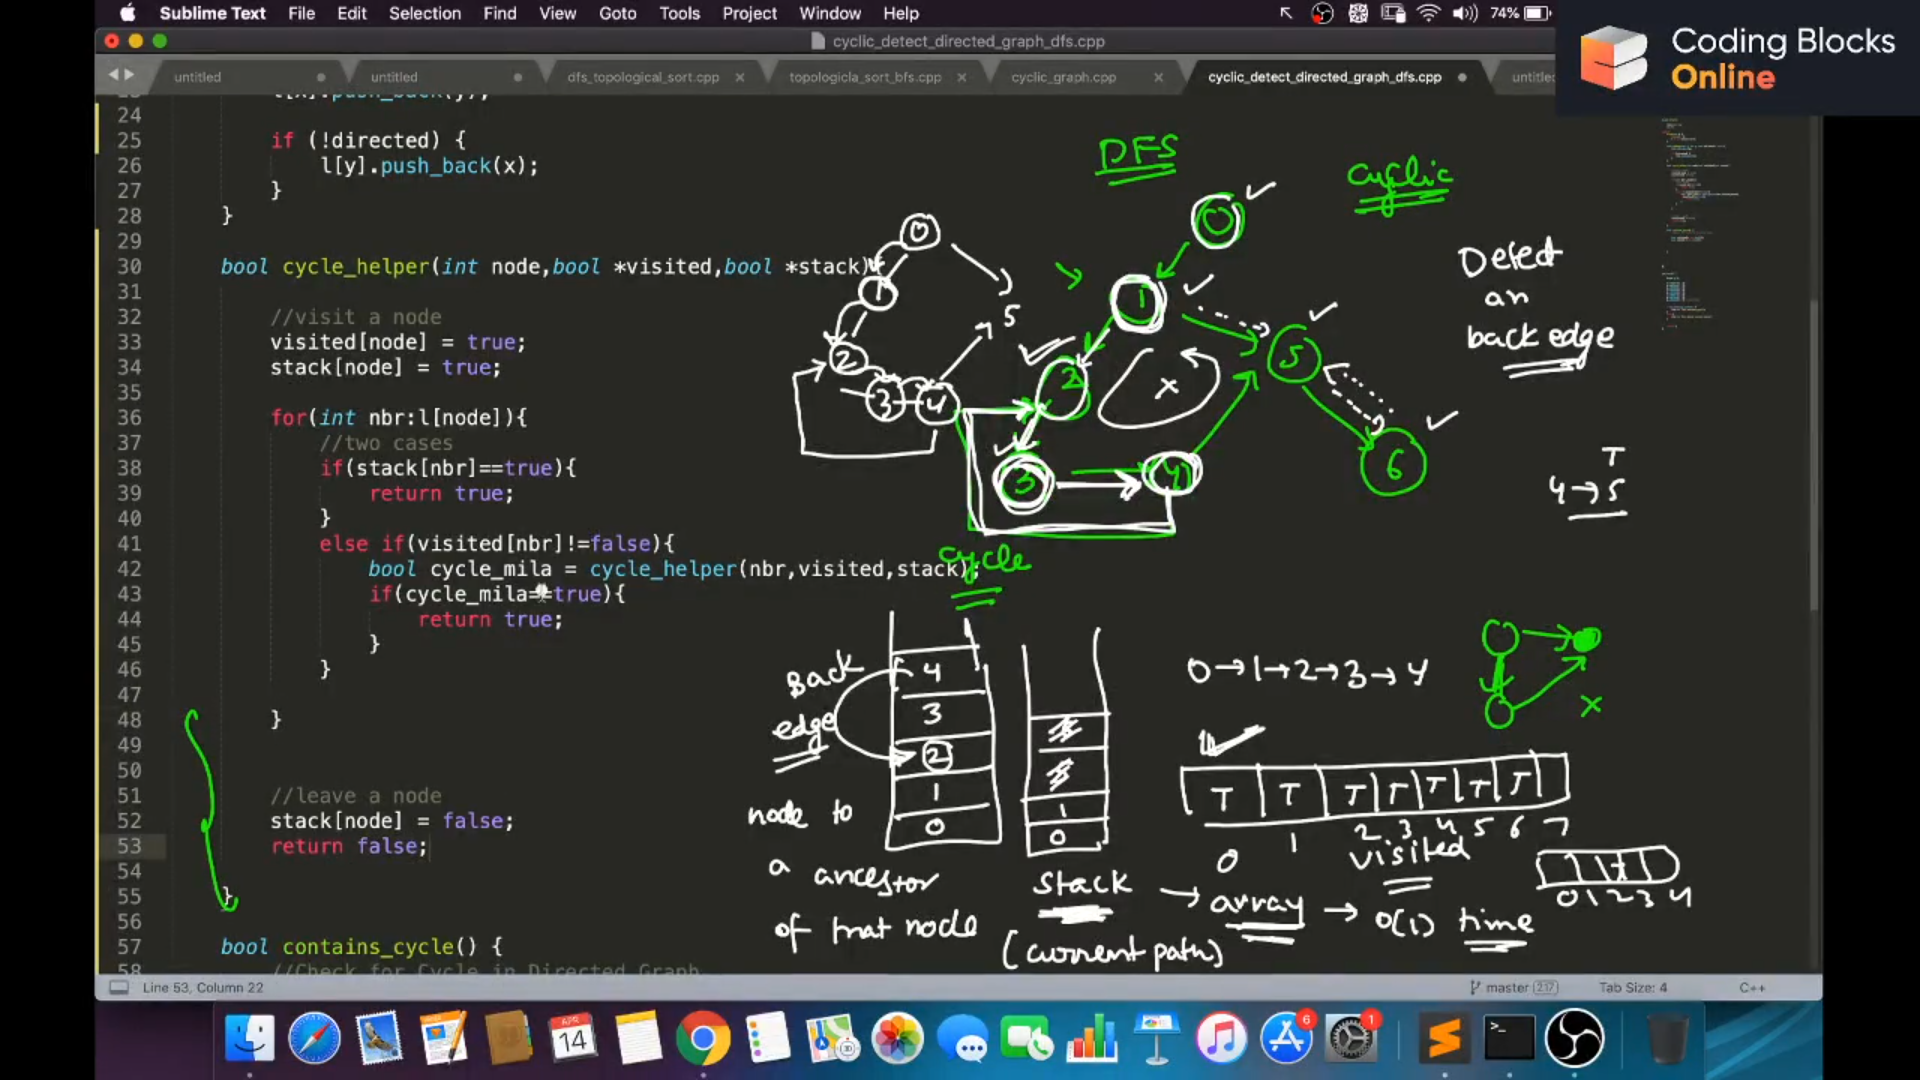 Sublime Text File Edit Selection Find View Goto Tools Project Window Help 74%
Coding Blocks
Online
cyclic_detect_directed_graph_dfs.cpp
untitled untitled dfs_topological_sort.cpp topologicla_sort_bfs.cpp cyclic_graph.cpp cyclic_detect_directed_graph_dfs.cpp
l[x].push_back(y);
24
25 if (!directed) {
26 l[y].push_back(x);
27 }
28 }
29
30 bool cycle_helper(int node,bool *visited,bool *stack)
31
32 //visit a node
33 visited[node] = true;
34 stack[node] = true;
35
36 for(int nbr:l[node]){
37 //two cases
38 if(stack[nbr]==true){
39 return true;
40 }
41 else if(visited[nbr]!=false){
42 bool cycle_mila = cycle_helper(nbr,visited,stack);
43 if(cycle_mila==true){
44 return true;
45 }
46 }
47
48 }
49
50
51 //leave a node
52 stack[node] = false;
53 return false;
54
55 }
56
57 bool contains_cycle() {
58 //Check for Cycle in Directed Graph
DFS
cyclic
Detect
an
back edge
0
1
2
3
4
5
0
1
2
3
4
5
6
x
T
4→5
cycle
Back
edge
node to
a ancestor
of that node
4
3
2
1
0
1
0
stack
(current path)
→ array → O(1) time
0→1→2→3→4
x
T T T T T T T
0 1 2 3 4 5 6 7
visited
0 1 2 3 4
Line 53, Column 22 master 217 Tab Size: 4 C++
APR
14
6
1